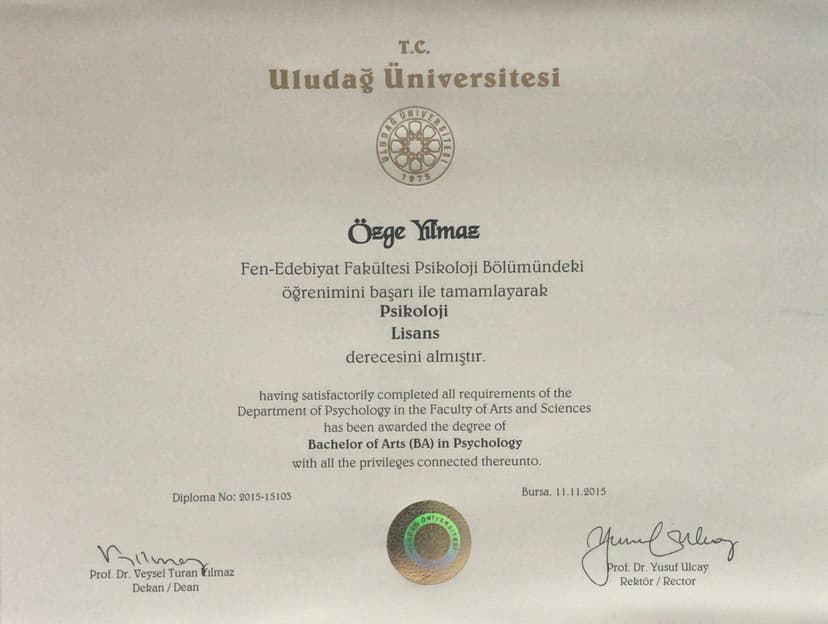 T.C.
Uludağ Üniversitesi
ULUDAĞ ÜNİVERSİTESİ
1975
Özge Yılmaz
Fen-Edebiyat Fakültesi Psikoloji Bölümündeki
öğrenimini başarı ile tamamlayarak
Psikoloji
Lisans
derecesini almıştır.
having satisfactorily completed all requirements of the
Department of Psychology in the Faculty of Arts and Sciences
has been awarded the degree of
Bachelor of Arts (BA) in Psychology
with all the privileges connected thereunto.
Diploma No: 2015-15103
Bursa, 11.11.2015
ULUDAĞ ÜNİVERSİTESİ
Prof. Dr. Veysel Turan Yılmaz
Dekan / Dean
Prof. Dr. Yusuf Ulcay
Rektör / Rector